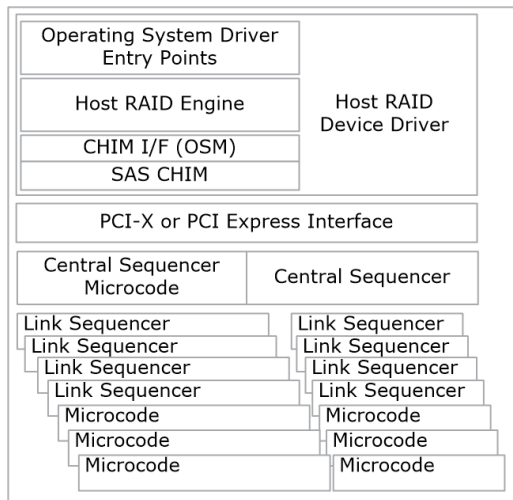 Operating System Driver
Entry Points
Host RAID Engine
CHIM I/F (OSM)
SAS CHIM
Host RAID
Device Driver
PCI-X or PCI Express Interface
Central Sequencer
Microcode
Central Sequencer
Link Sequencer
Link Sequencer
Link Sequencer
Link Sequencer
Microcode
Microcode
Microcode
Link Sequencer
Link Sequencer
Link Sequencer
Link Sequencer
Microcode
Microcode
Microcode